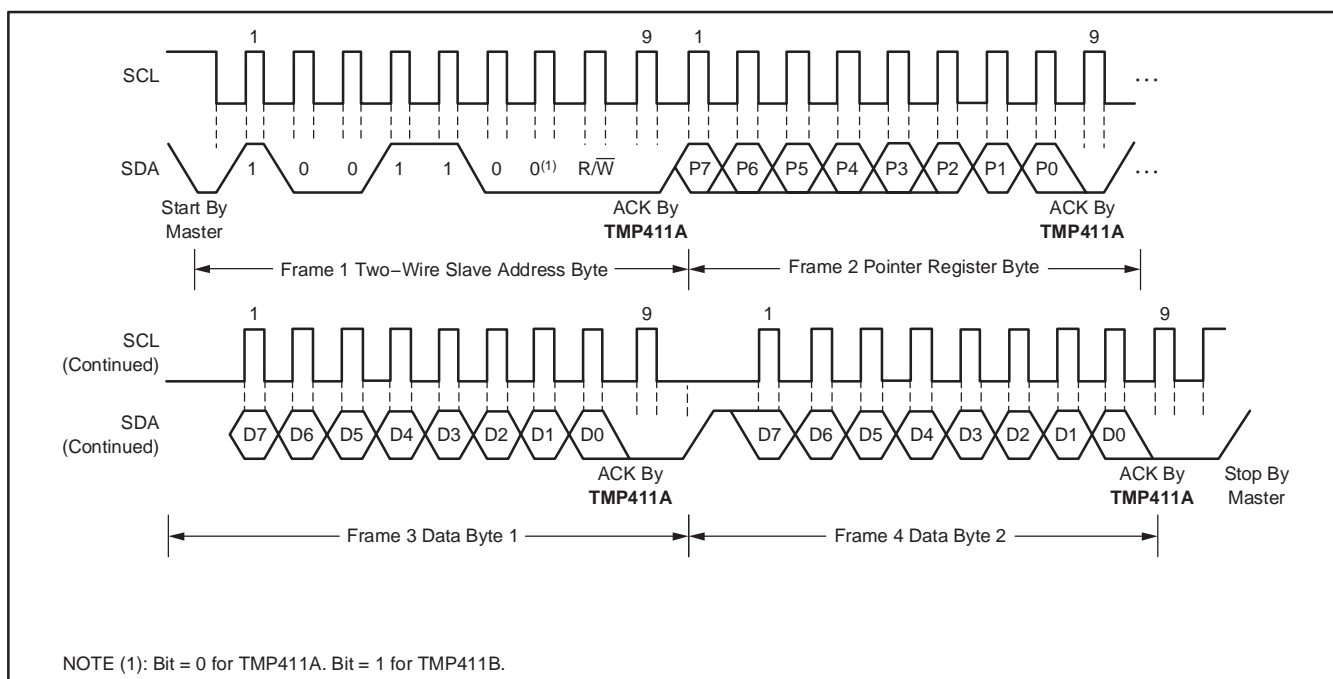 1 9 1 9
SCL ...
SDA 1 0 0 1 1 0 0(1) R/W̅ P7 P6 P5 P4 P3 P2 P1 P0 ...
Start By Master
ACK By TMP411A
ACK By TMP411A
Frame 1 Two−Wire Slave Address Byte
Frame 2 Pointer Register Byte
1 9 1 9
SCL (Continued)
SDA (Continued) D7 D6 D5 D4 D3 D2 D1 D0 D7 D6 D5 D4 D3 D2 D1 D0
ACK By TMP411A
ACK By TMP411A
Stop By Master
Frame 3 Data Byte 1
Frame 4 Data Byte 2
NOTE (1): Bit = 0 for TMP411A. Bit = 1 for TMP411B.